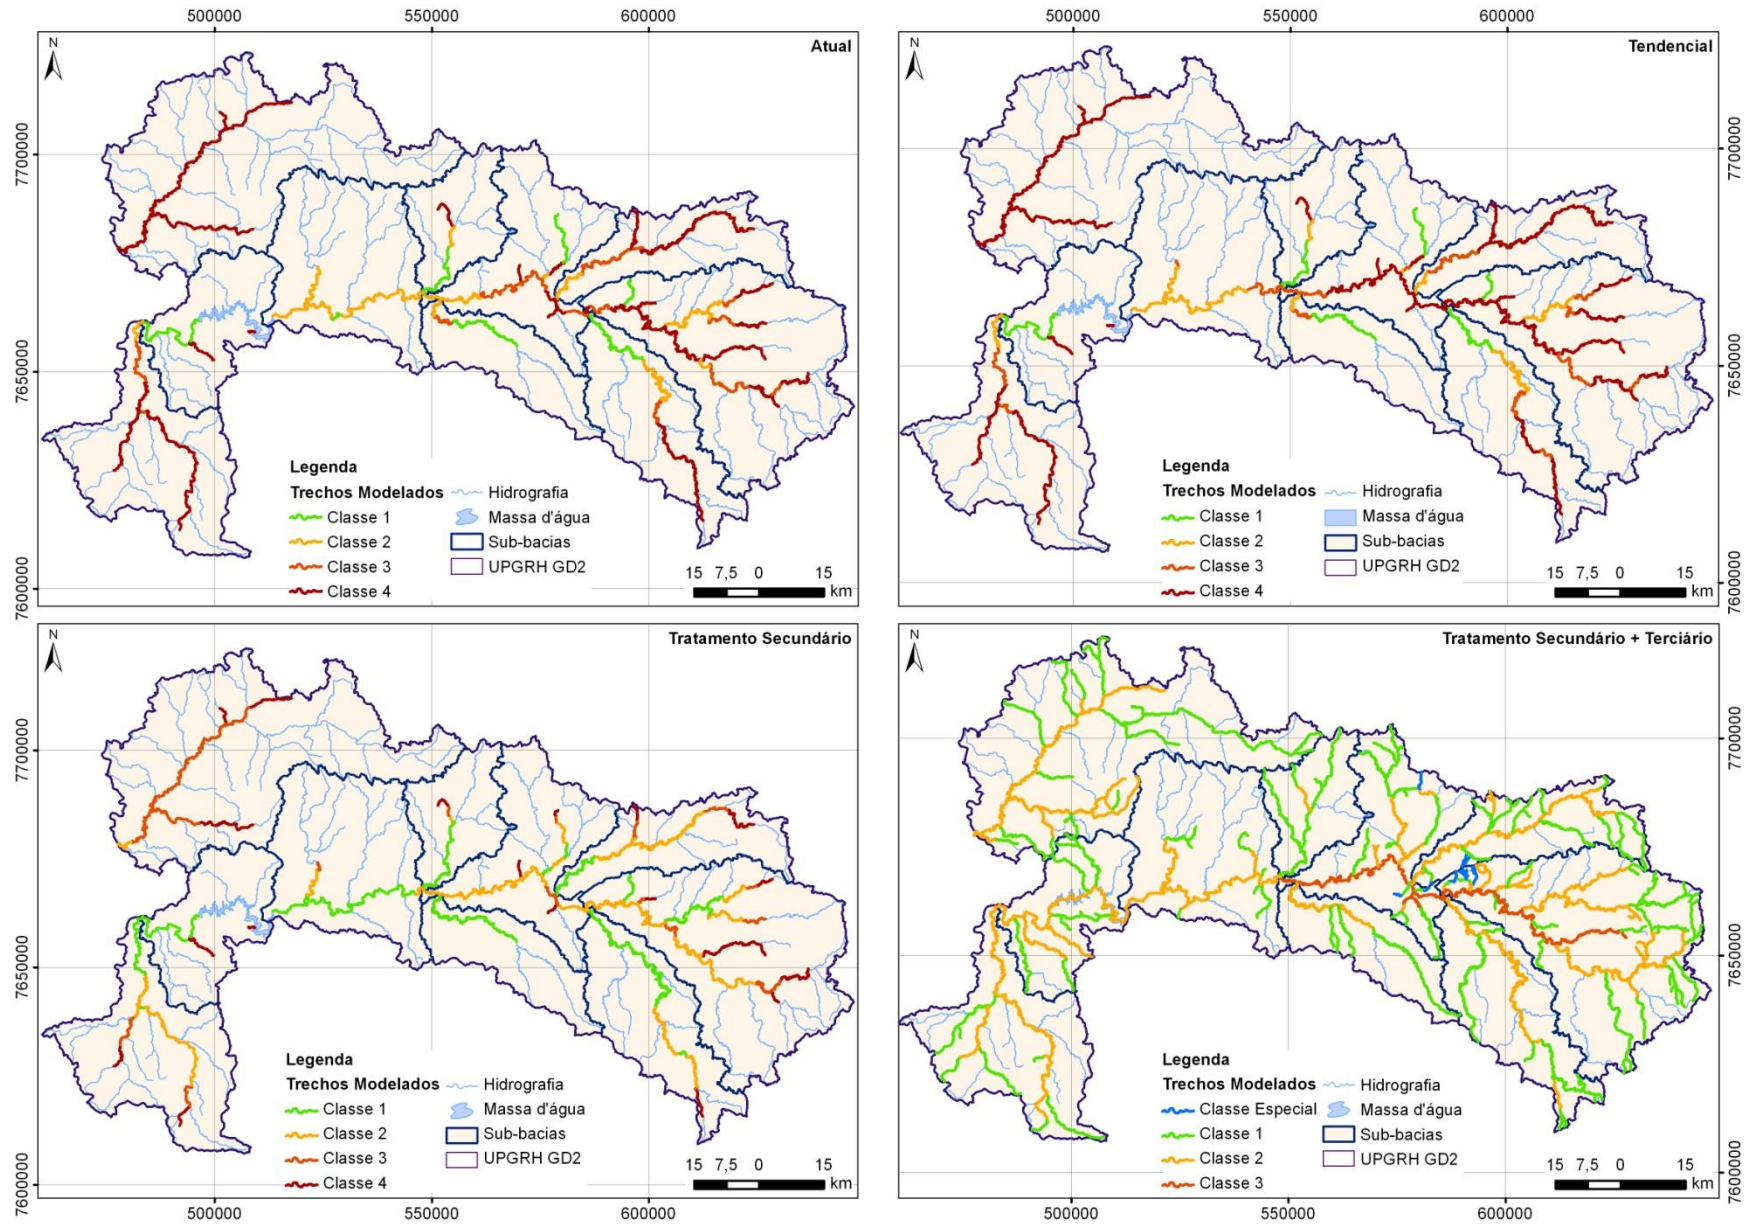 500000 550000 600000
500000 550000 600000
N
Atual
N
Tendencial
7700000
7650000
7600000
Legenda
Trechos Modelados
Classe 1
Classe 2
Classe 3
Classe 4
Hidrografia
Massa d'água
Sub-bacias
UPGRH GD2
15 7,5 0 15
km
Legenda
Trechos Modelados
Classe 1
Classe 2
Classe 3
Classe 4
Hidrografia
Massa d'água
Sub-bacias
UPGRH GD2
15 7,5 0 15
km
7700000
7650000
7600000
N
Tratamento Secundário
N
Tratamento Secundário + Terciário
7700000
7650000
7600000
Legenda
Trechos Modelados
Classe 1
Classe 2
Classe 3
Classe 4
Hidrografia
Massa d'água
Sub-bacias
UPGRH GD2
15 7,5 0 15
km
Legenda
Trechos Modelados
Classe Especial
Classe 1
Classe 2
Classe 3
Hidrografia
Massa d'água
Sub-bacias
UPGRH GD2
15 7,5 0 15
km
7700000
7650000
7600000
500000 550000 600000
500000 550000 600000